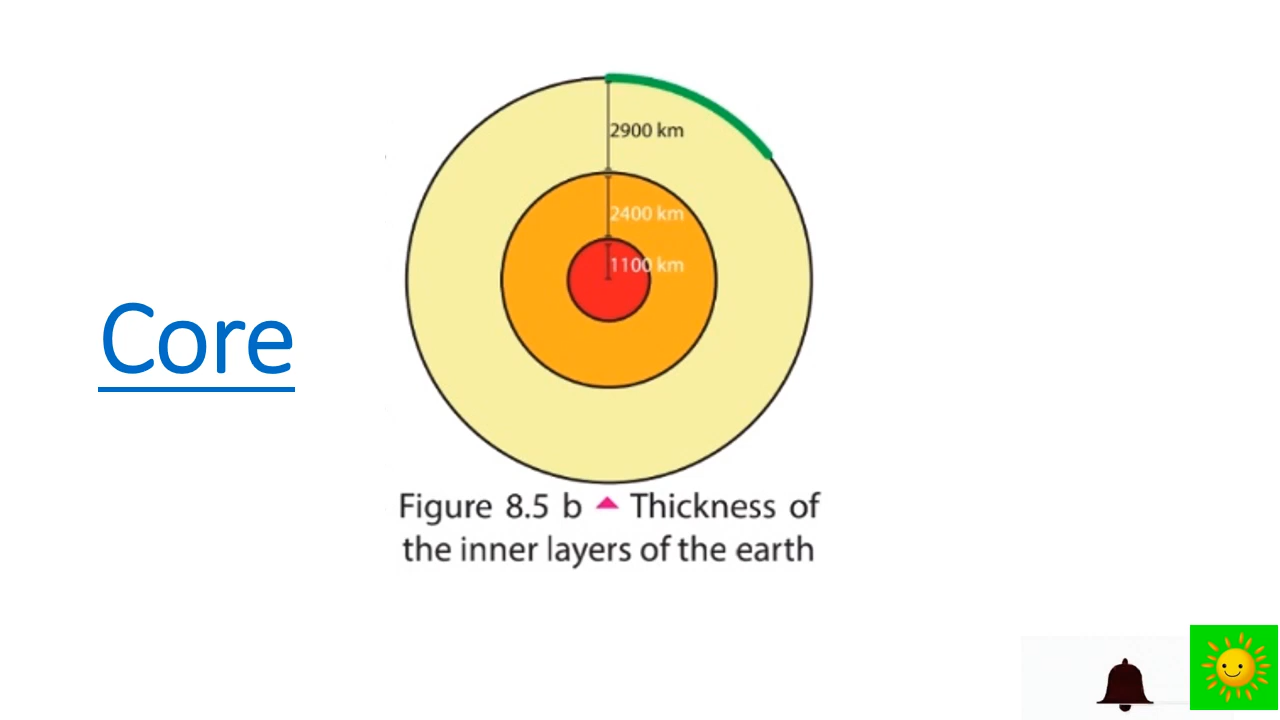 2900 km
2400 km
1100 km
Core
Figure 8.5 b ▲ Thickness of
the inner layers of the earth